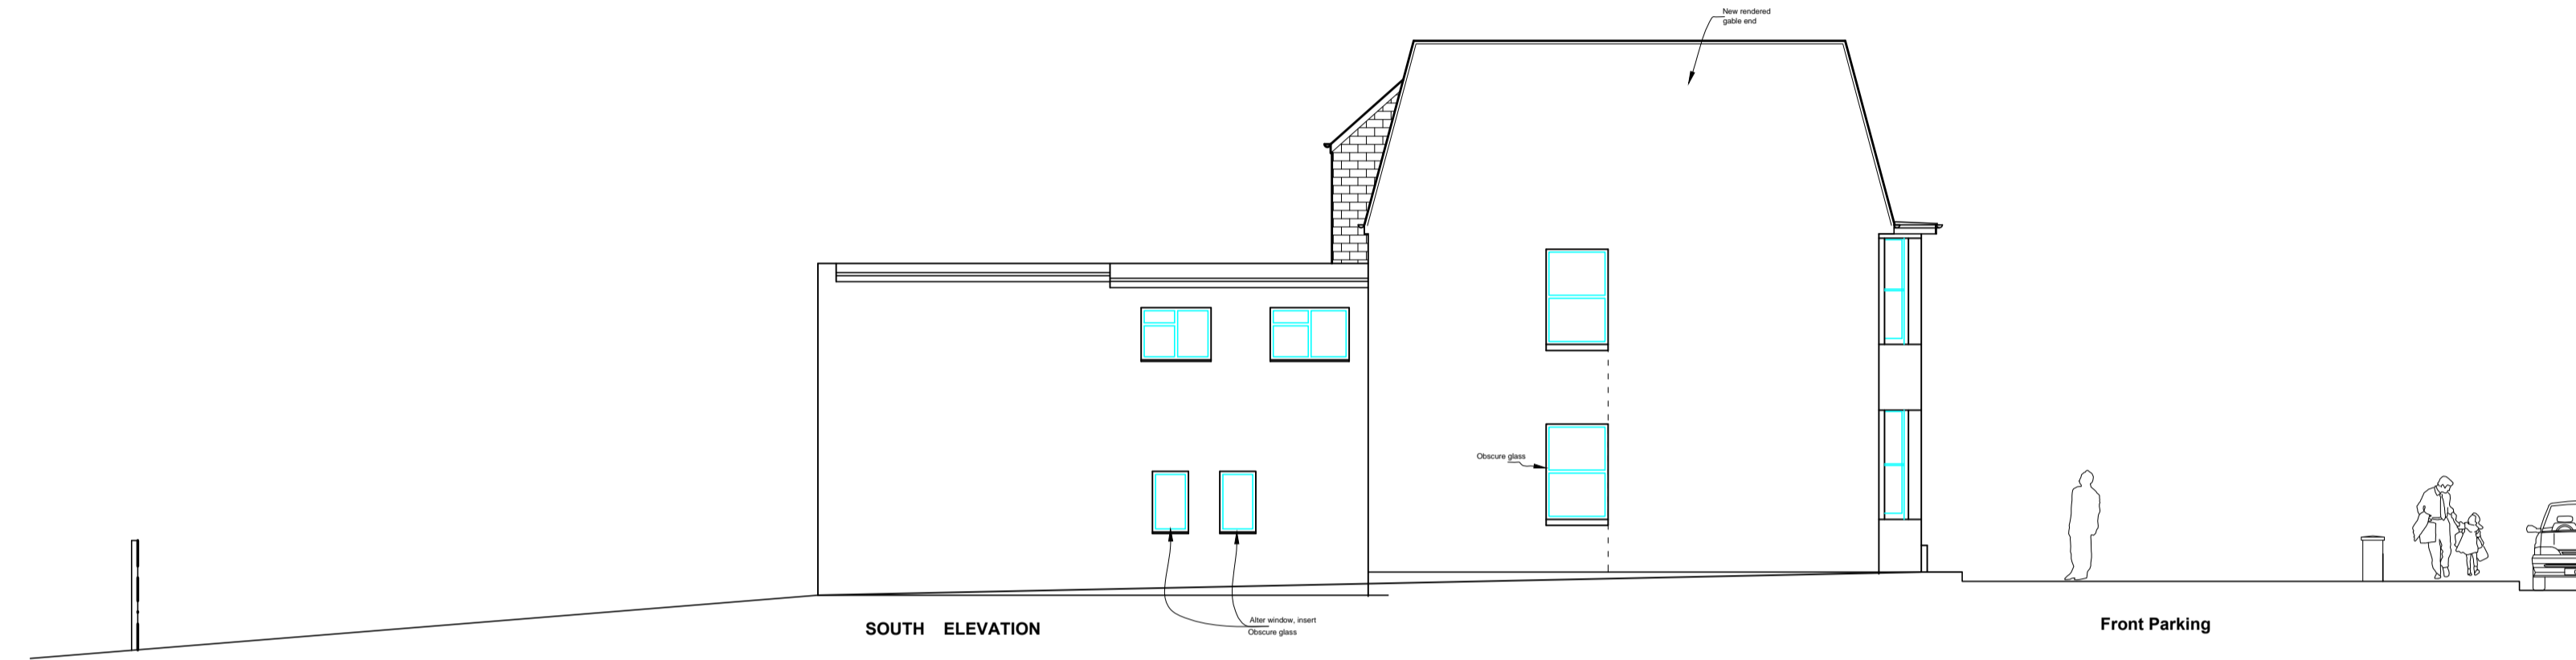 New rendered
gable end
Obscure glass
Alter window, insert
Obscure glass
SOUTH ELEVATION
Front Parking